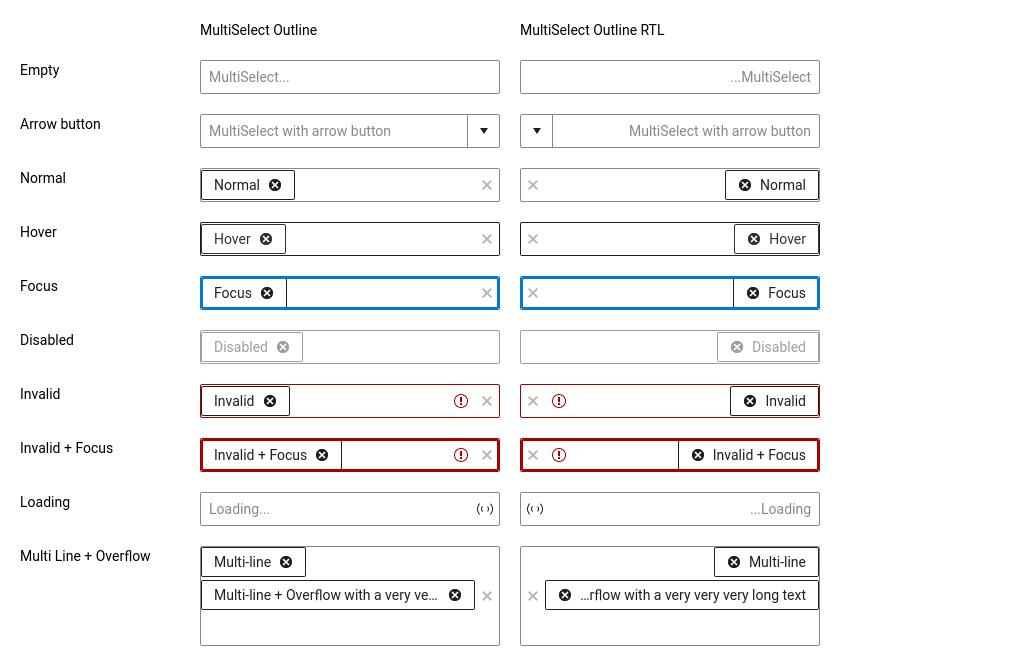 MultiSelect Outline MultiSelect Outline RTL
Empty MultiSelect... ...MultiSelect
Arrow button MultiSelect with arrow button MultiSelect with arrow button
Normal Normal Normal
Hover Hover Hover
Focus Focus Focus
Disabled Disabled Disabled
Invalid Invalid Invalid
Invalid + Focus Invalid + Focus Invalid + Focus
Loading Loading... ...Loading
Multi Line + Overflow Multi-line Multi-line
Multi-line + Overflow with a very ve... ...rflow with a very very very long text